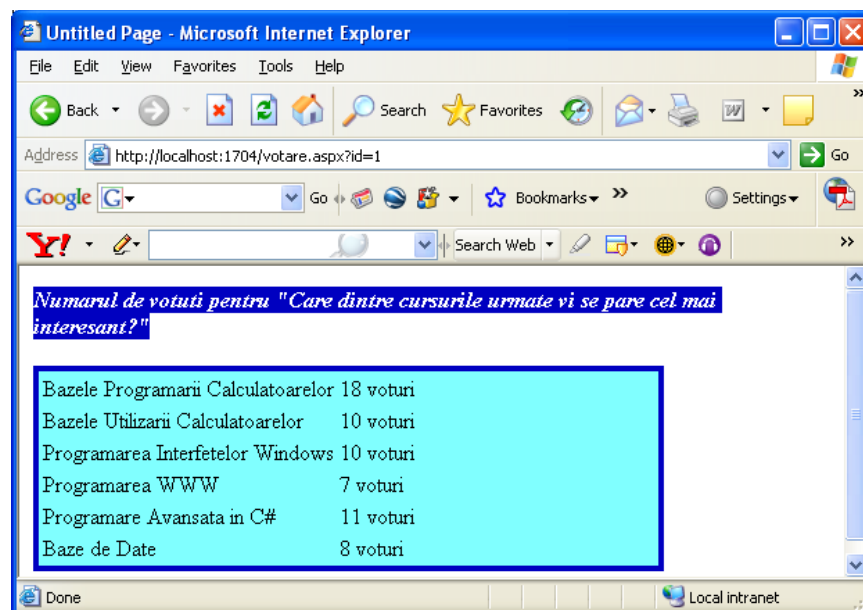 Untitled Page - Microsoft Internet Explorer
File Edit View Favorites Tools Help
Back Search Favorites W »
Address http://localhost:1704/votare.aspx?id=1 Go
Google G Go Bookmarks » Settings
Y! Search Web »
Numarul de votuti pentru "Care dintre cursurile urmate vi se pare cel mai
interesant?"
Bazele Programarii Calculatoarelor 18 voturi
Bazele Utilizarii Calculatoarelor 10 voturi
Programarea Interfetelor Windows 10 voturi
Programarea WWW 7 voturi
Programare Avansata in C# 11 voturi
Baze de Date 8 voturi
Done Local intranet